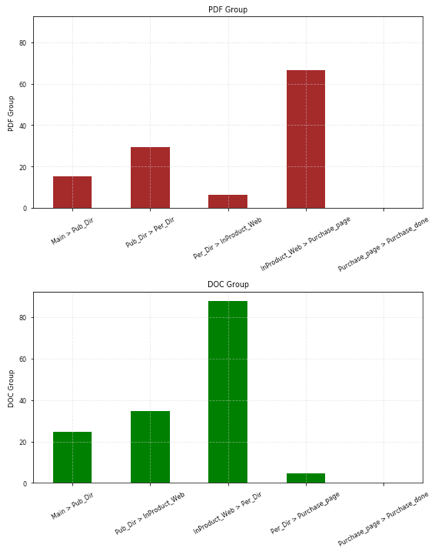 PDF Group
80
60
40
20
0
PDF Group
Main > Pub_Dir
Pub_Dir > Per_Dir
Per_Dir > InProduct_Web
InProduct_Web > Purchase_page
Purchase_page > Purchase_done
DOC Group
80
60
40
20
0
DOC Group
Main > Pub_Dir
Pub_Dir > InProduct_Web
InProduct_Web > Per_Dir
Per_Dir > Purchase_page
Purchase_page > Purchase_done